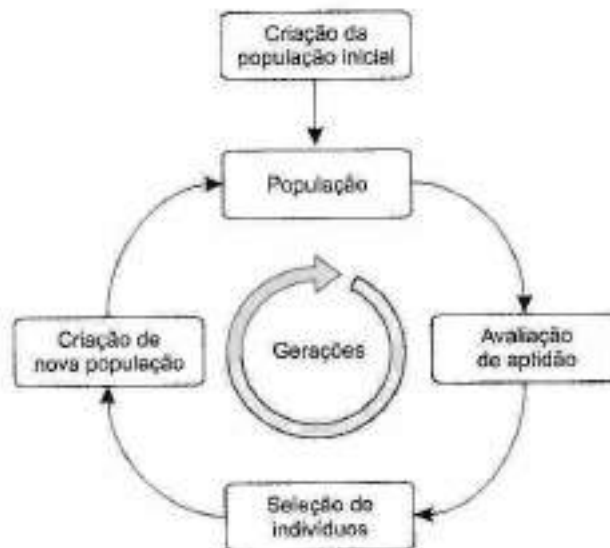 Criação da
população inicial
População
Avaliação
de aptidão
Seleção de
indivíduos
Criação de
nova população
Gerações